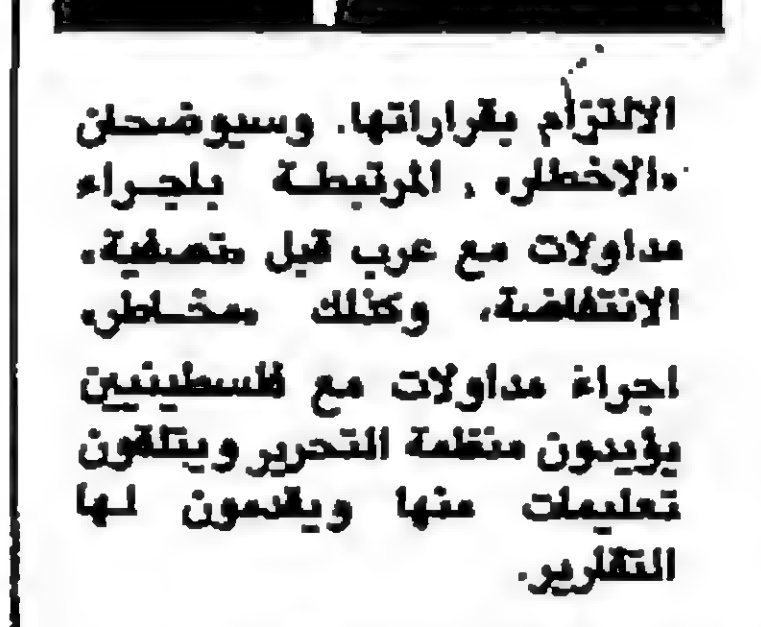 الالتزام بقراراتها. وسيوضحان
«الاخطار» المرتبطة باجراء
مداولات مع عرب قبل «تصفية»
الانتفاضة، وكذلك «مخاطر»
اجراء مداولات مع فلسطينيين
يؤيدون منظمة التحرير ويتلقون
تعليمات منها ويقدمون لها
التقارير.